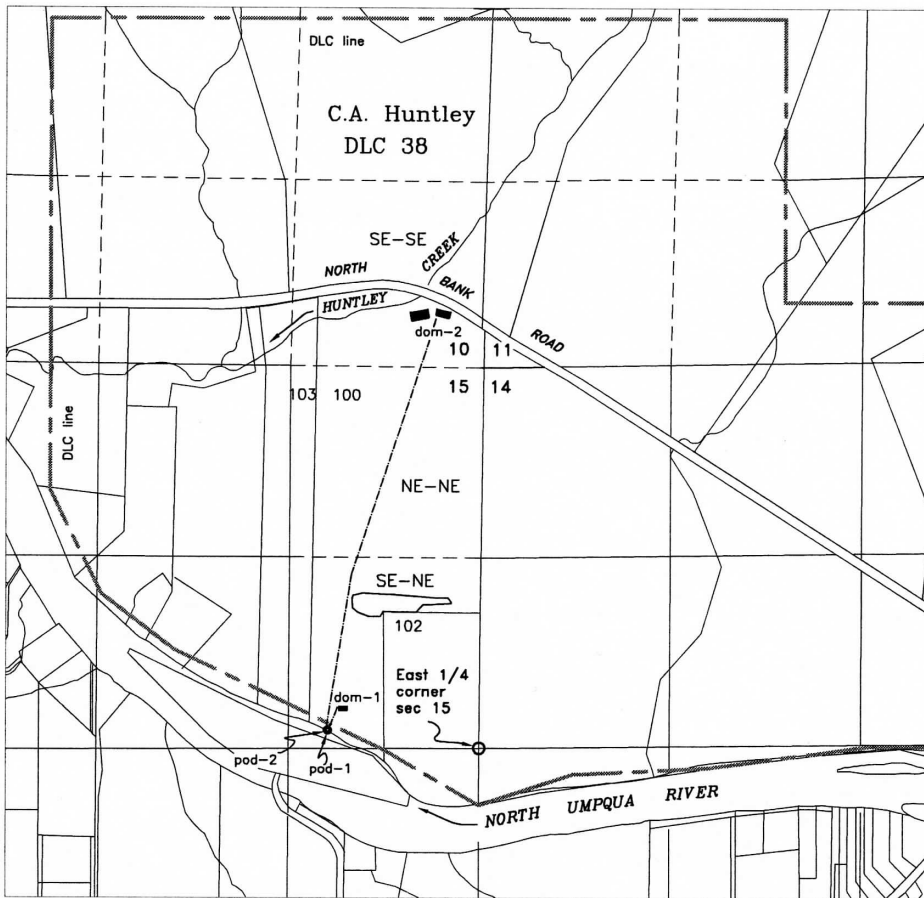 DLC line
C.A. Huntley
DLC 38
SE-SE
NORTH BANK ROAD
HUNTLEY CREEK
dom-2
10 11
15 14
103 100
DLC line
NE-NE
SE-NE
102
East 1/4
corner
sec 15
dom-1
pod-2
pod-1
NORTH UMPQUA RIVER